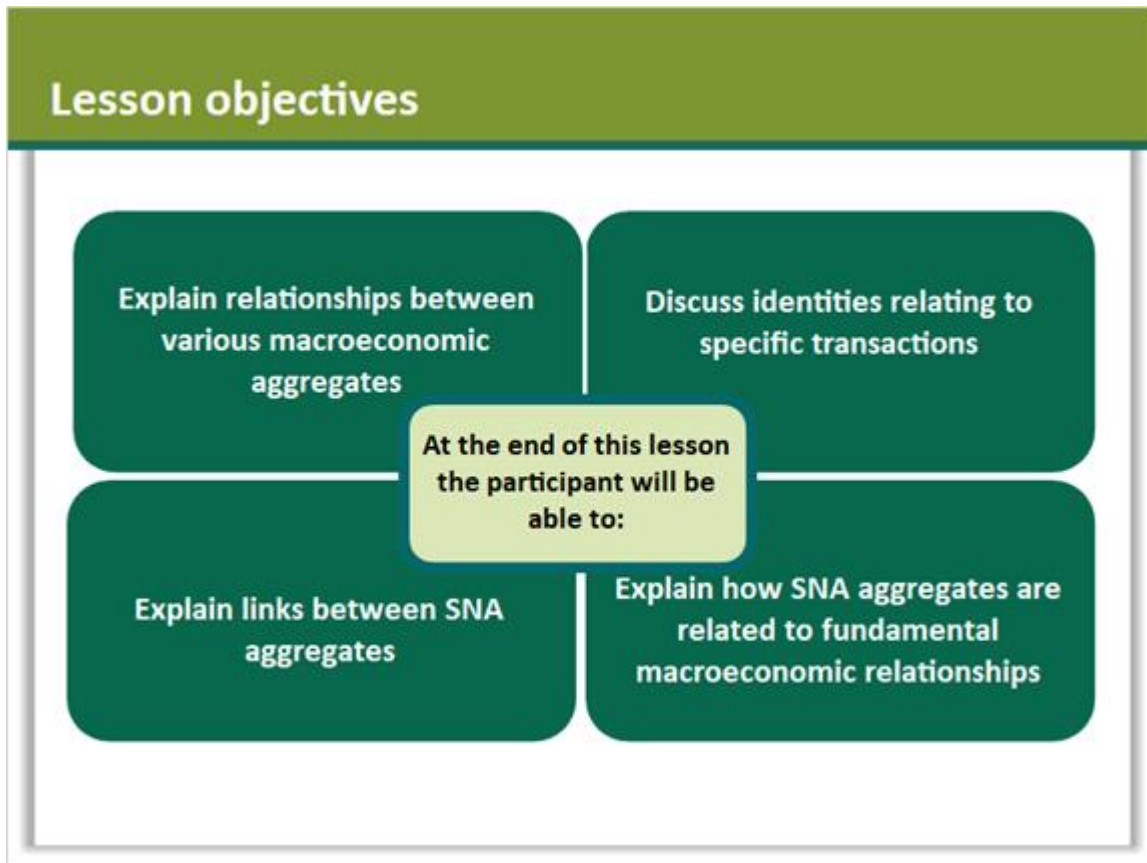 Lesson objectives
Explain relationships between
various macroeconomic
aggregates
Discuss identities relating to
specific transactions
At the end of this lesson
the participant will be
able to:
Explain links between SNA
aggregates
Explain how SNA aggregates are
related to fundamental
macroeconomic relationships